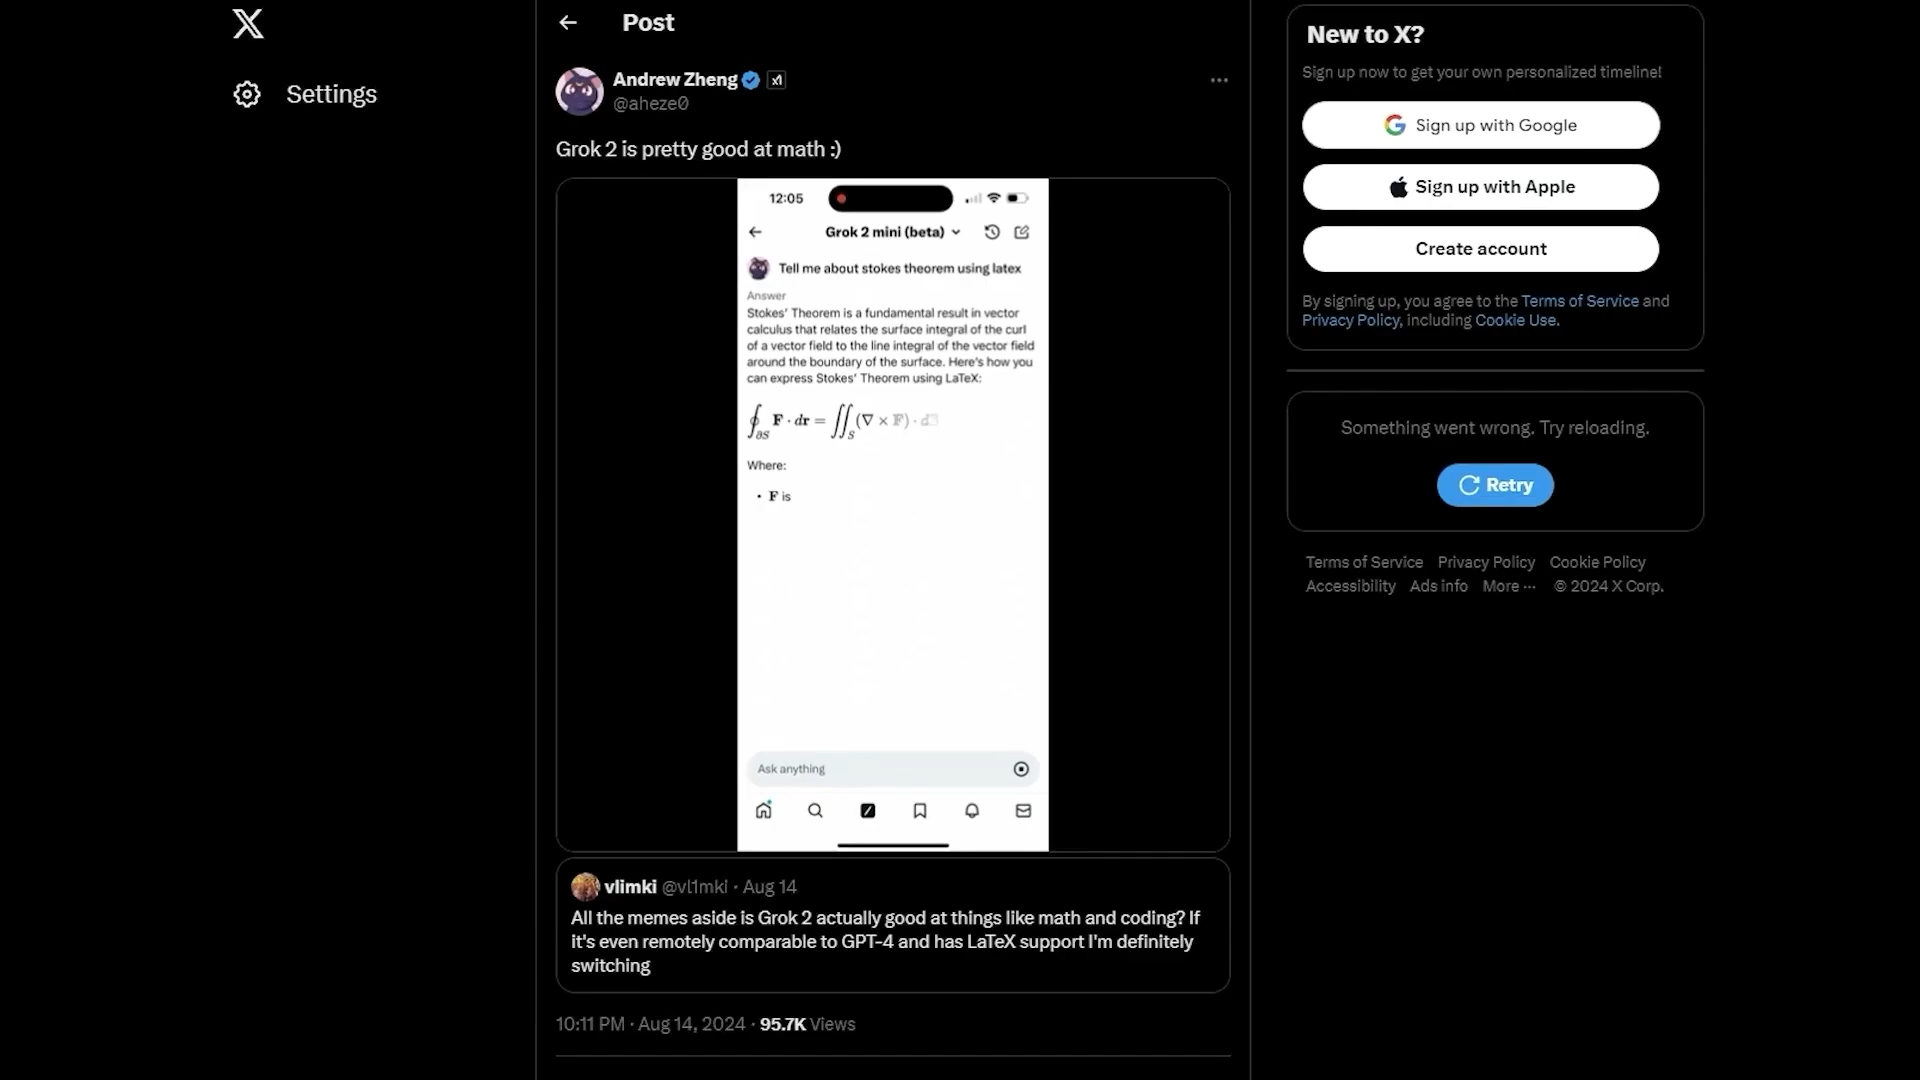 Settings
Post
Andrew Zheng
@aheze0
Grok 2 is pretty good at math :)
12:05
Grok 2 mini (beta)
Tell me about stokes theorem using latex
Answer
Stokes' Theorem is a fundamental result in vector
calculus that relates the surface integral of the curl
of a vector field to the line integral of the vector field
around the boundary of the surface. Here's how you
can express Stokes' Theorem using LaTeX:
∮∂S F · dr = ∬S (∇ × F) · d
Where:
• F is
Ask anything
vlimki @vl1mki · Aug 14
All the memes aside is Grok 2 actually good at things like math and coding? If
it's even remotely comparable to GPT-4 and has LaTeX support I'm definitely
switching
10:11 PM · Aug 14, 2024 · 95.7K Views
New to X?
Sign up now to get your own personalized timeline!
Sign up with Google
Sign up with Apple
Create account
By signing up, you agree to the Terms of Service and
Privacy Policy, including Cookie Use.
Something went wrong. Try reloading.
Retry
Terms of Service Privacy Policy Cookie Policy
Accessibility Ads info More ··· © 2024 X Corp.